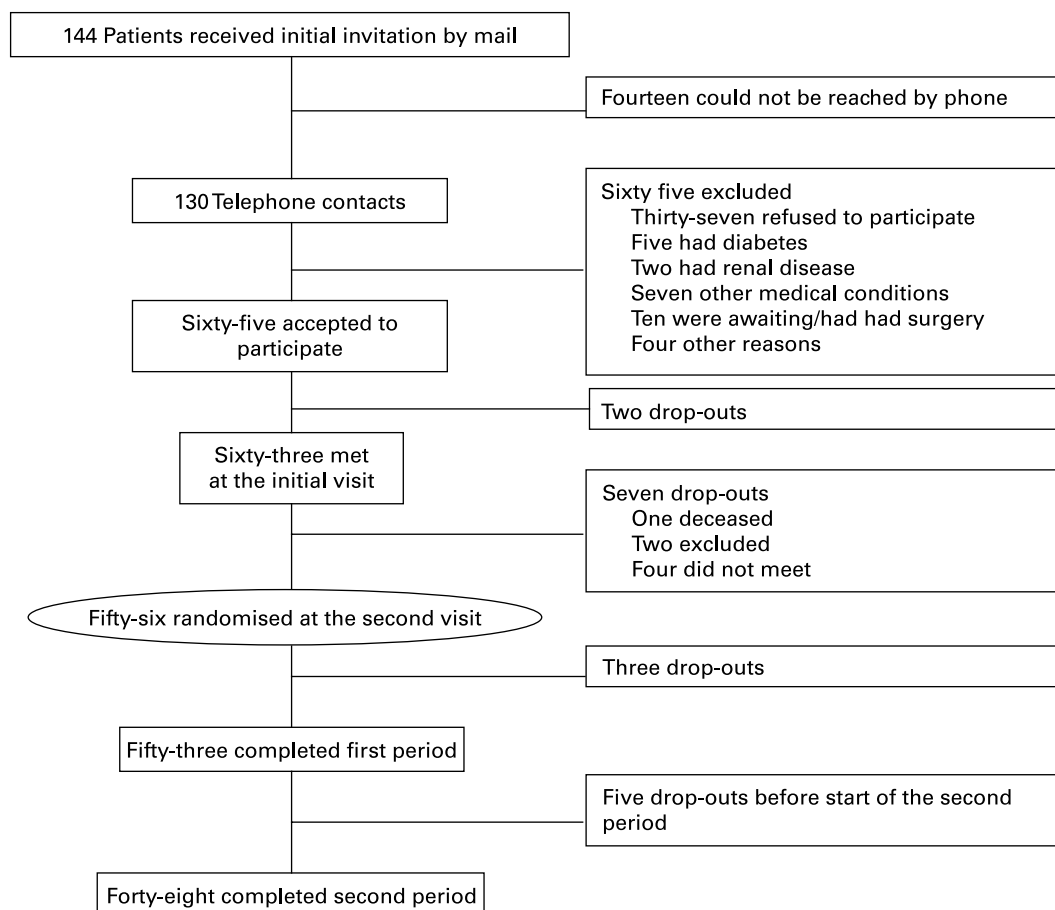 144 Patients received initial invitation by mail
Fourteen could not be reached by phone
130 Telephone contacts
Sixty five excluded
Thirty-seven refused to participate
Five had diabetes
Two had renal disease
Seven other medical conditions
Ten were awaiting/had had surgery
Four other reasons
Sixty-five accepted to
participate
Two drop-outs
Sixty-three met
at the initial visit
Seven drop-outs
One deceased
Two excluded
Four did not meet
Fifty-six randomised at the second visit
Three drop-outs
Fifty-three completed first period
Five drop-outs before start of the second
period
Forty-eight completed second period